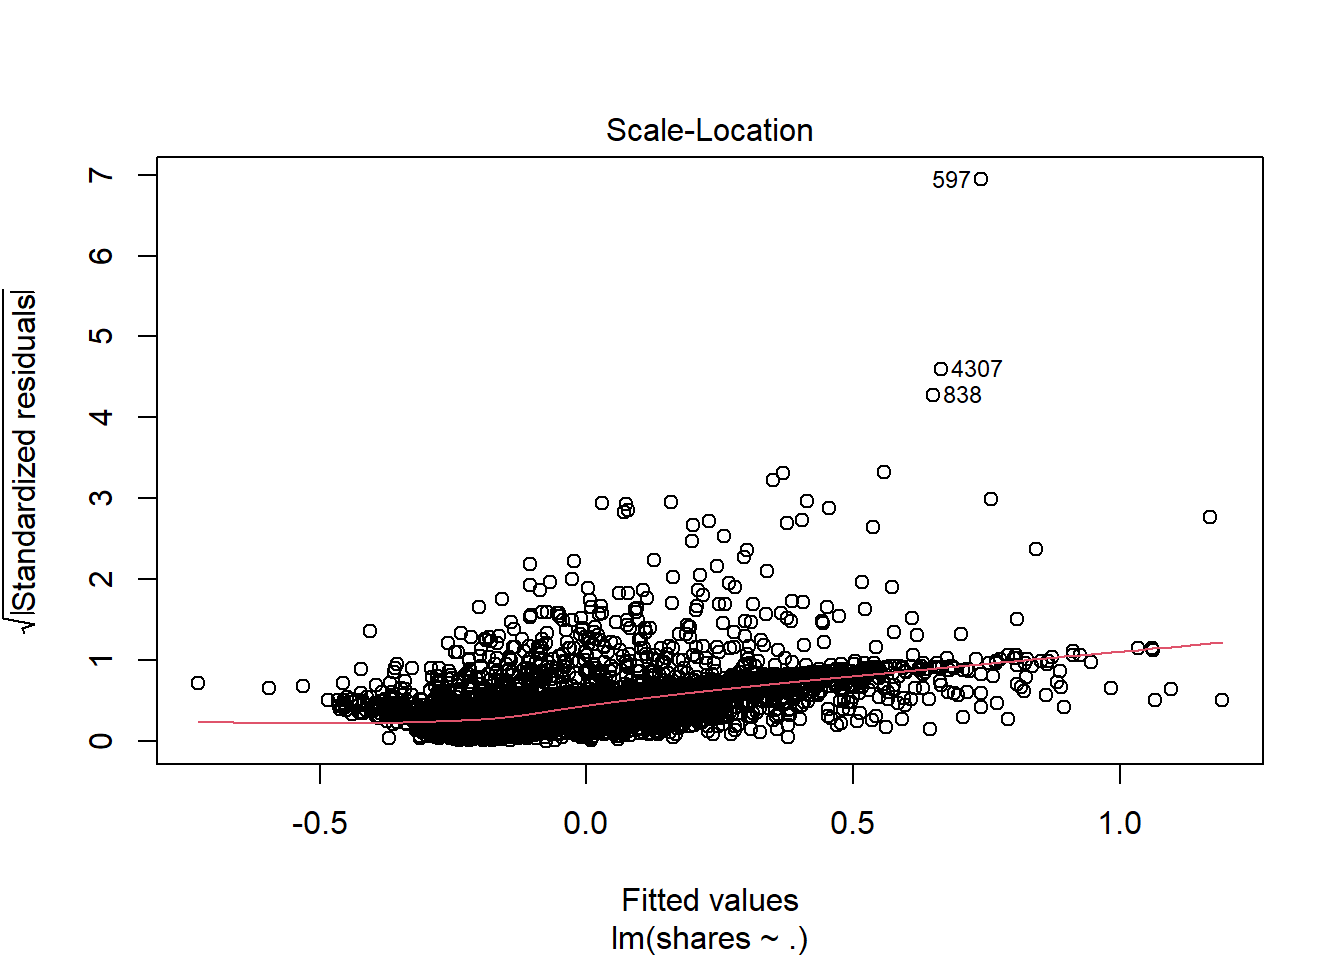 Scale-Location
√|Standardized residuals|
7
6
5
4
3
2
1
0
597
4307
838
-0.5 0.0 0.5 1.0
Fitted values
lm(shares ~ .)